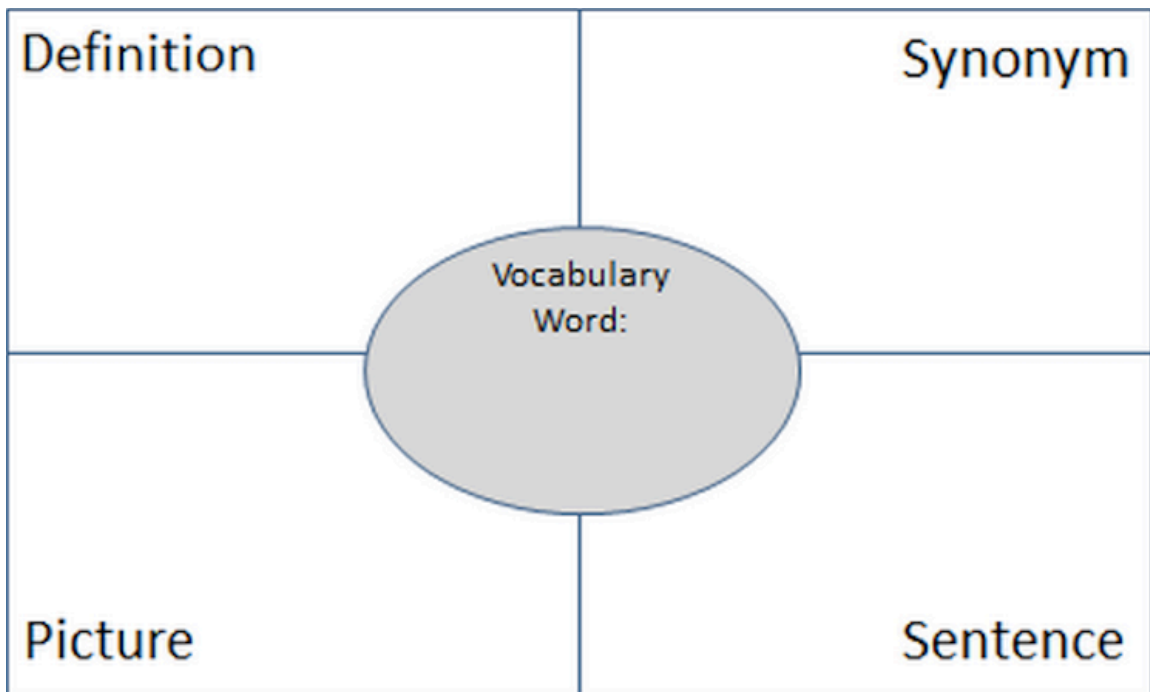 Definition
Synonym
Vocabulary
Word:
Picture
Sentence